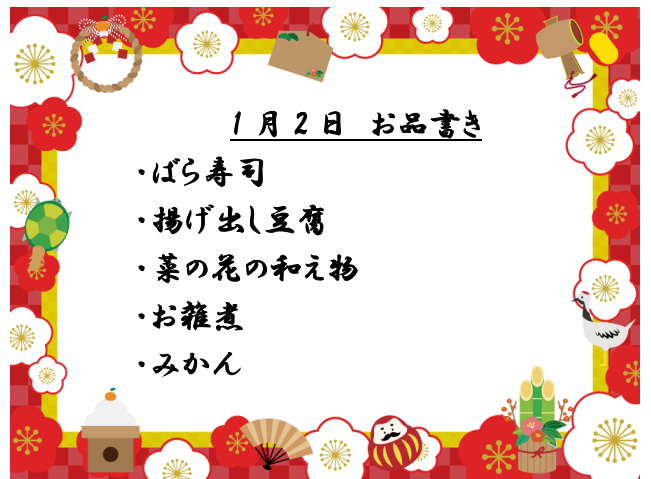 1月2日 お品書き
・ばら寿司
・揚げ出し豆腐
・菜の花の和え物
・お雑煮
・みかん